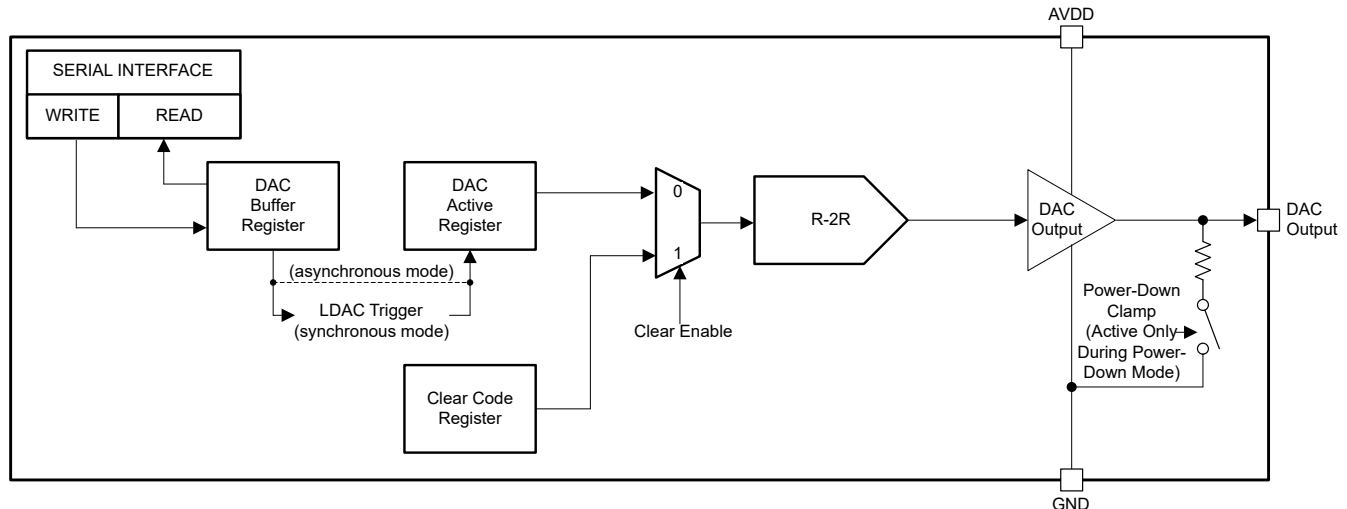 AVDD
SERIAL INTERFACE
WRITE
READ
DAC
Buffer
Register
DAC
Active
Register
(asynchronous mode)
LDAC Trigger
(synchronous mode)
0
1
Clear Enable
Clear Code
Register
R-2R
DAC
Output
DAC
Output
Power-Down
Clamp
(Active Only
During Power-
Down Mode)
GND